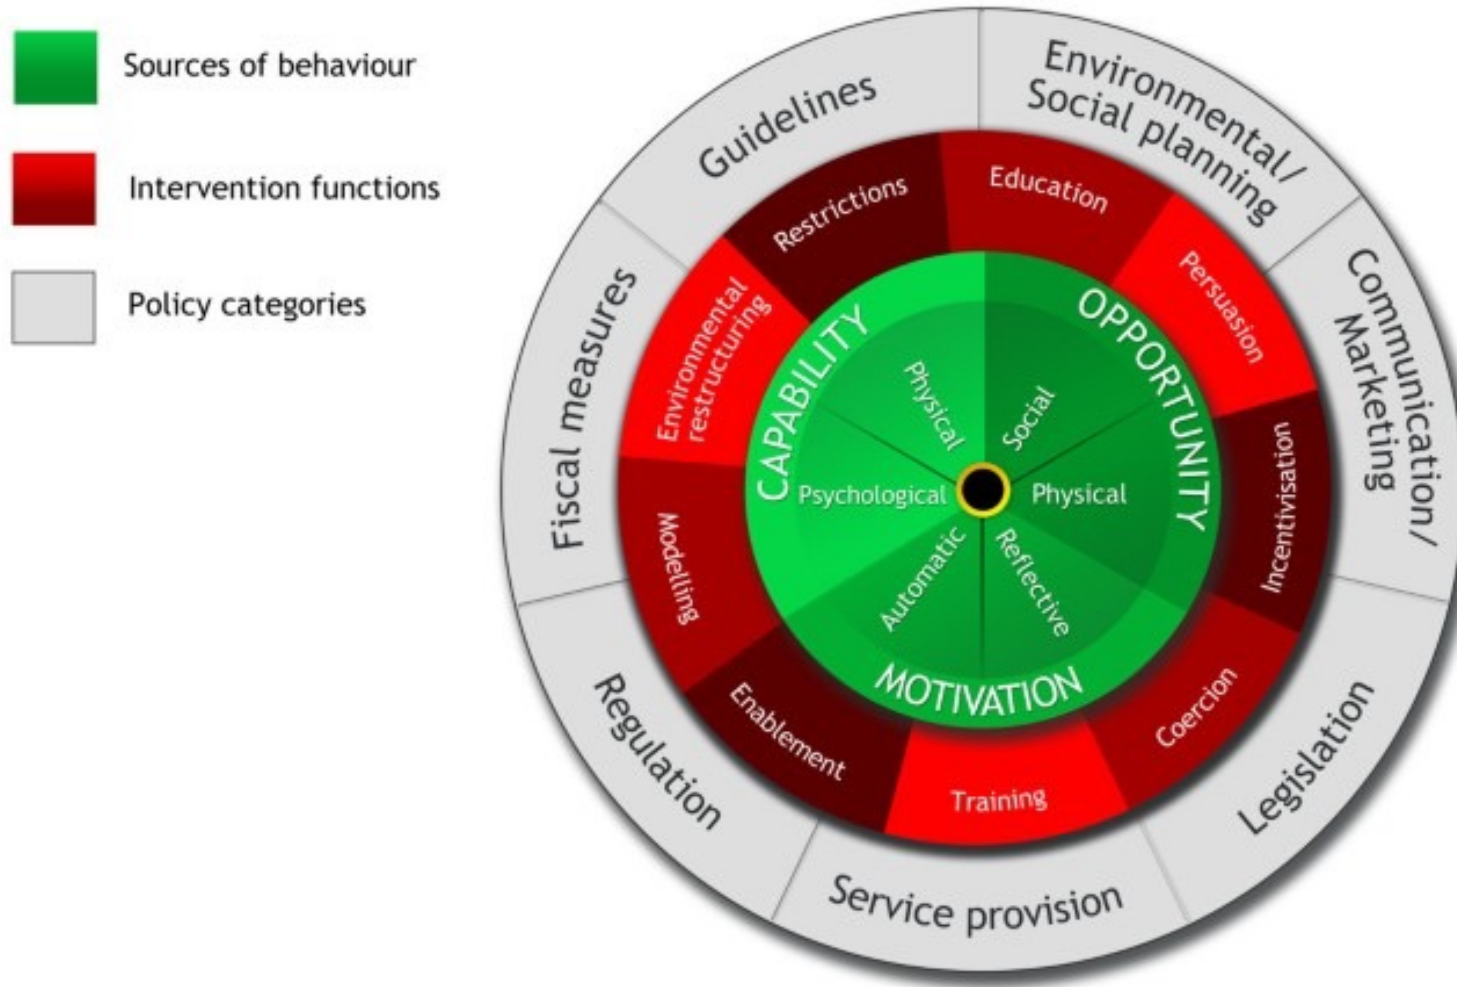 Sources of behaviour
Intervention functions
Policy categories
Guidelines
Environmental/
Social planning
Communication/
Marketing
Legislation
Service provision
Regulation
Fiscal measures
Restrictions
Education
Persuasion
Incentivisation
Coercion
Training
Enablement
Modelling
Environmental
restructuring
CAPABILITY
OPPORTUNITY
MOTIVATION
Physical
Social
Psychological
Physical
Automatic
Reflective